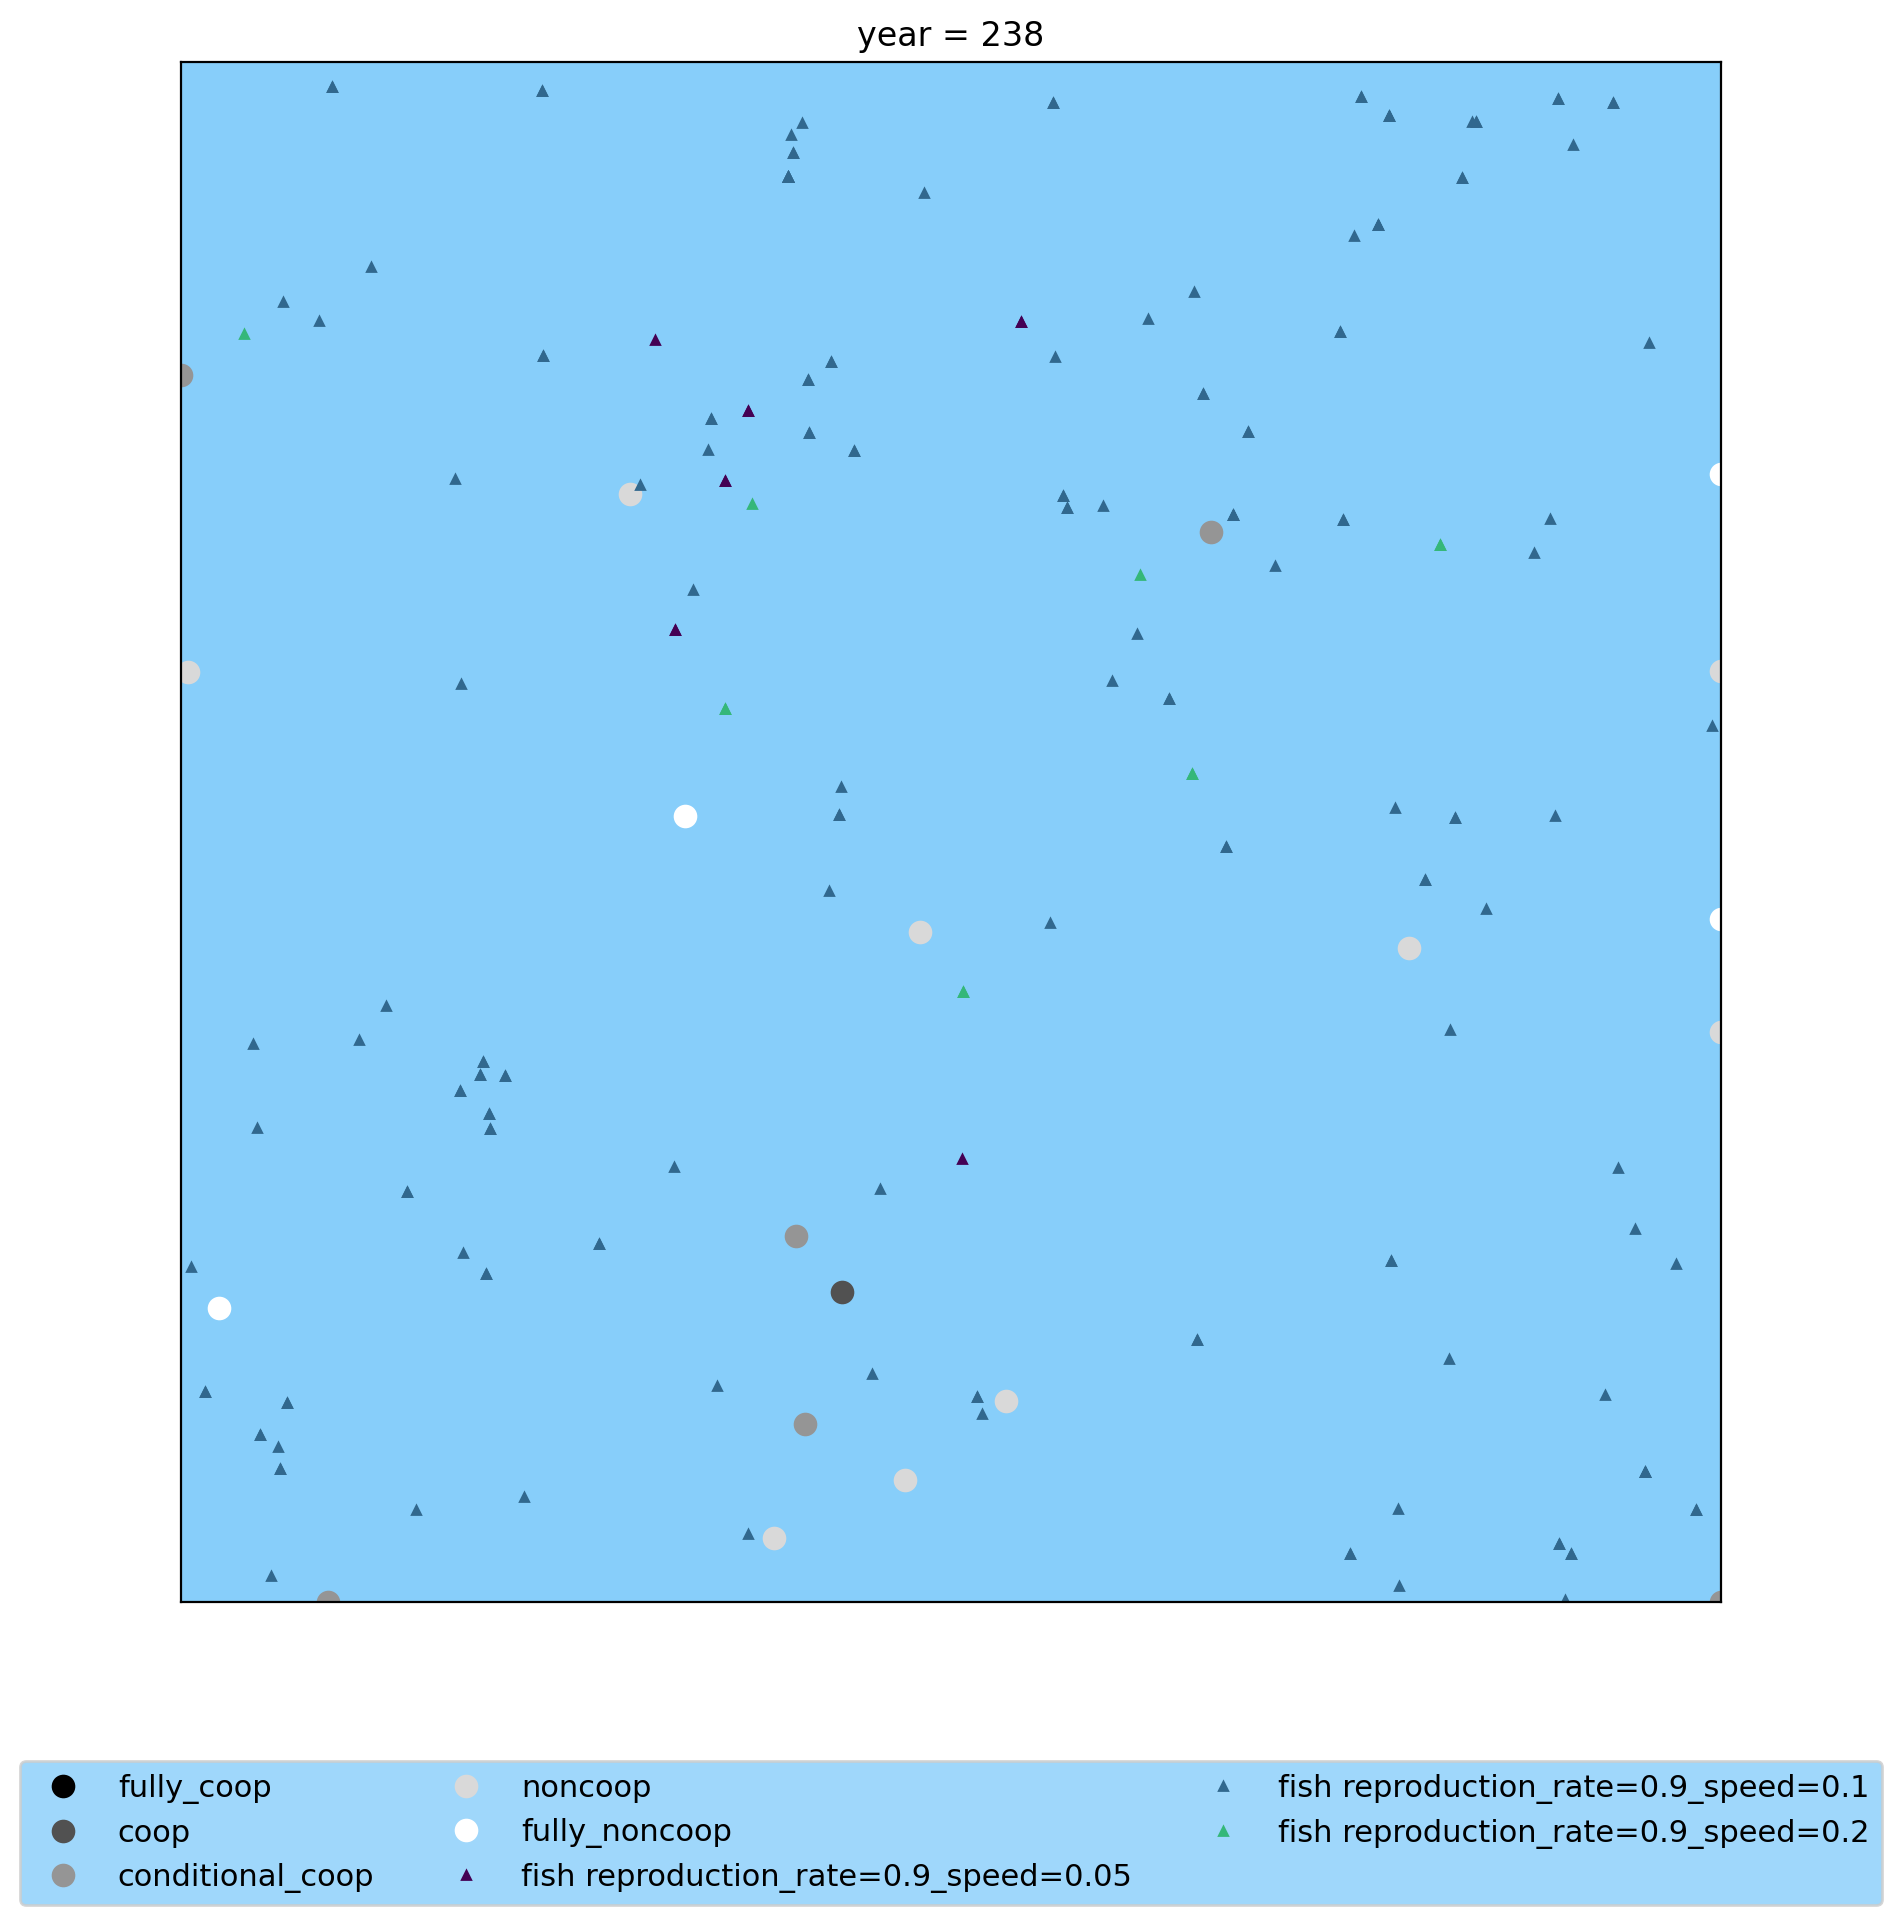 year = 238
fully_coop
coop
conditional_coop
noncoop
fully_noncoop
fish reproduction_rate=0.9_speed=0.05
fish reproduction_rate=0.9_speed=0.1
fish reproduction_rate=0.9_speed=0.2